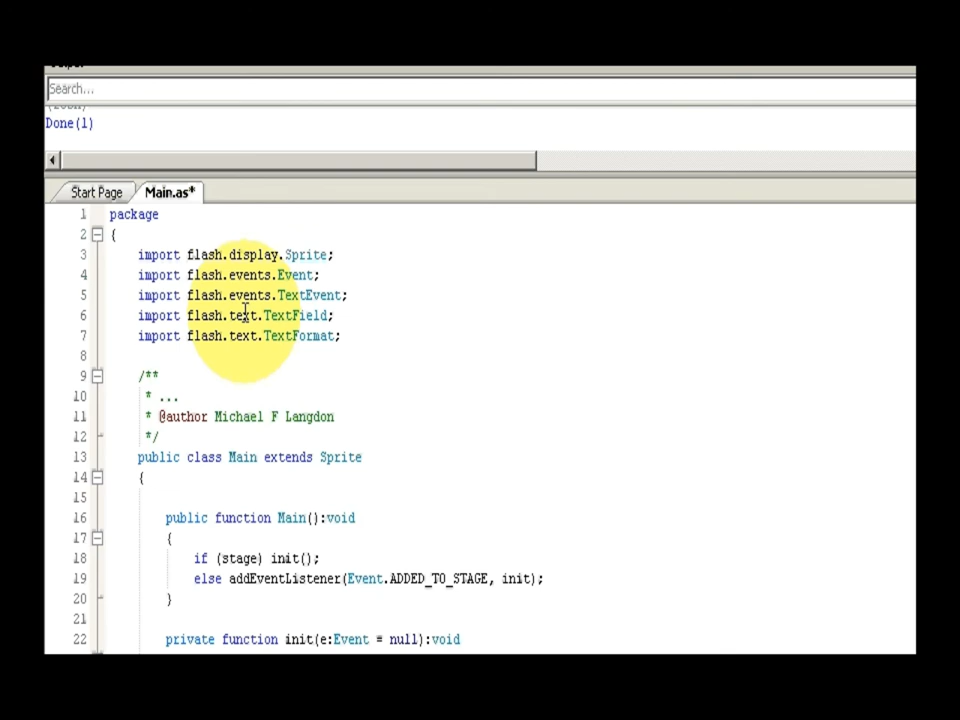 Search...
Done(1)
Start Page Main.as*
1 package
2 {
3 import flash.display.Sprite;
4 import flash.events.Event;
5 import flash.events.TextEvent;
6 import flash.text.TextField;
7 import flash.text.TextFormat;
8
9 /**
10 * ...
11 * @author Michael F Langdon
12 */
13 public class Main extends Sprite
14 {
15
16 public function Main():void
17 {
18 if (stage) init();
19 else addEventListener(Event.ADDED_TO_STAGE, init);
20 }
21
22 private function init(e:Event = null):void